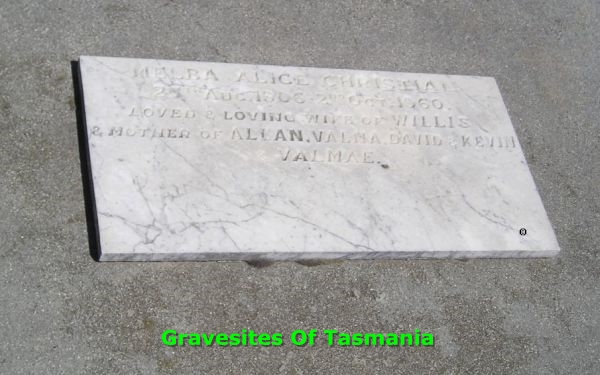 MELBA ALICE CHRISTIAN
25TH AUG. 1906 - 2ND OCT. 1960.
LOVED & LOVING WIFE OF WILLIS
& MOTHER OF ALLAN, VALMA, DAVID & KEVIN
& VALMAE.
Gravesites Of Tasmania